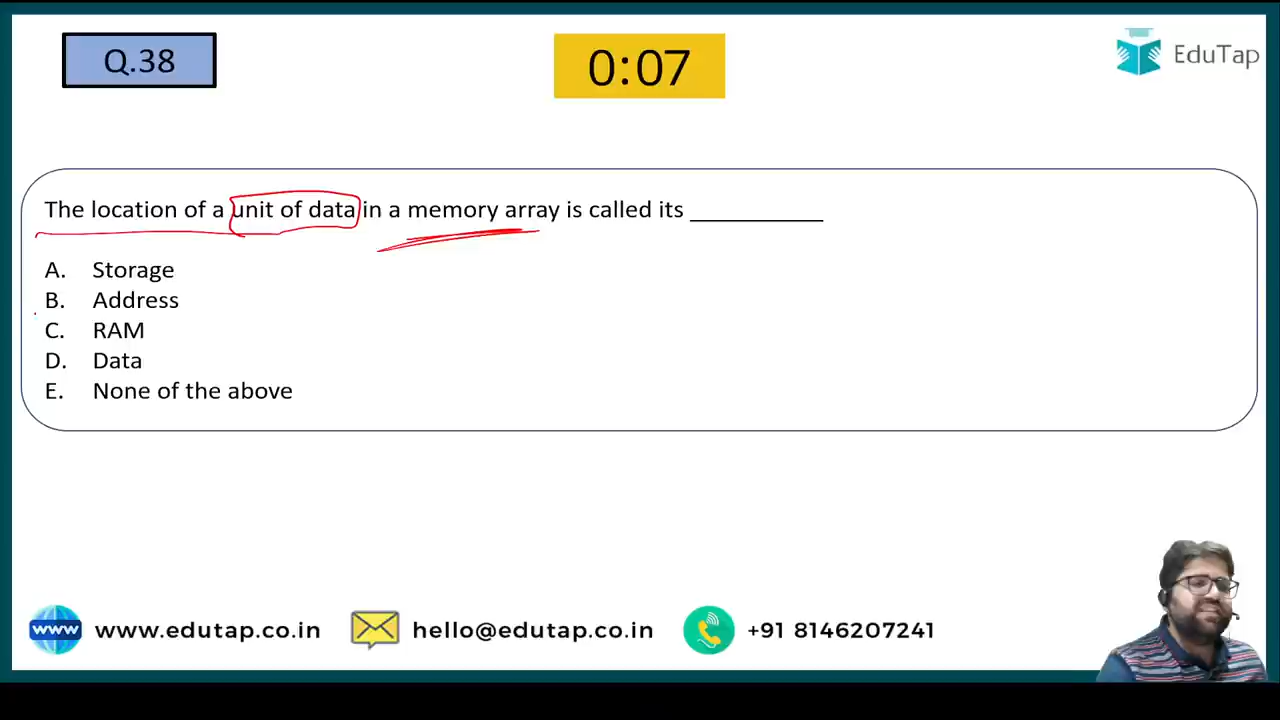 Q.38
0:07
EduTap
The location of a unit of data in a memory array is called its ___________
A. Storage
B. Address
C. RAM
D. Data
E. None of the above
www
www.edutap.co.in
hello@edutap.co.in
+91 8146207241